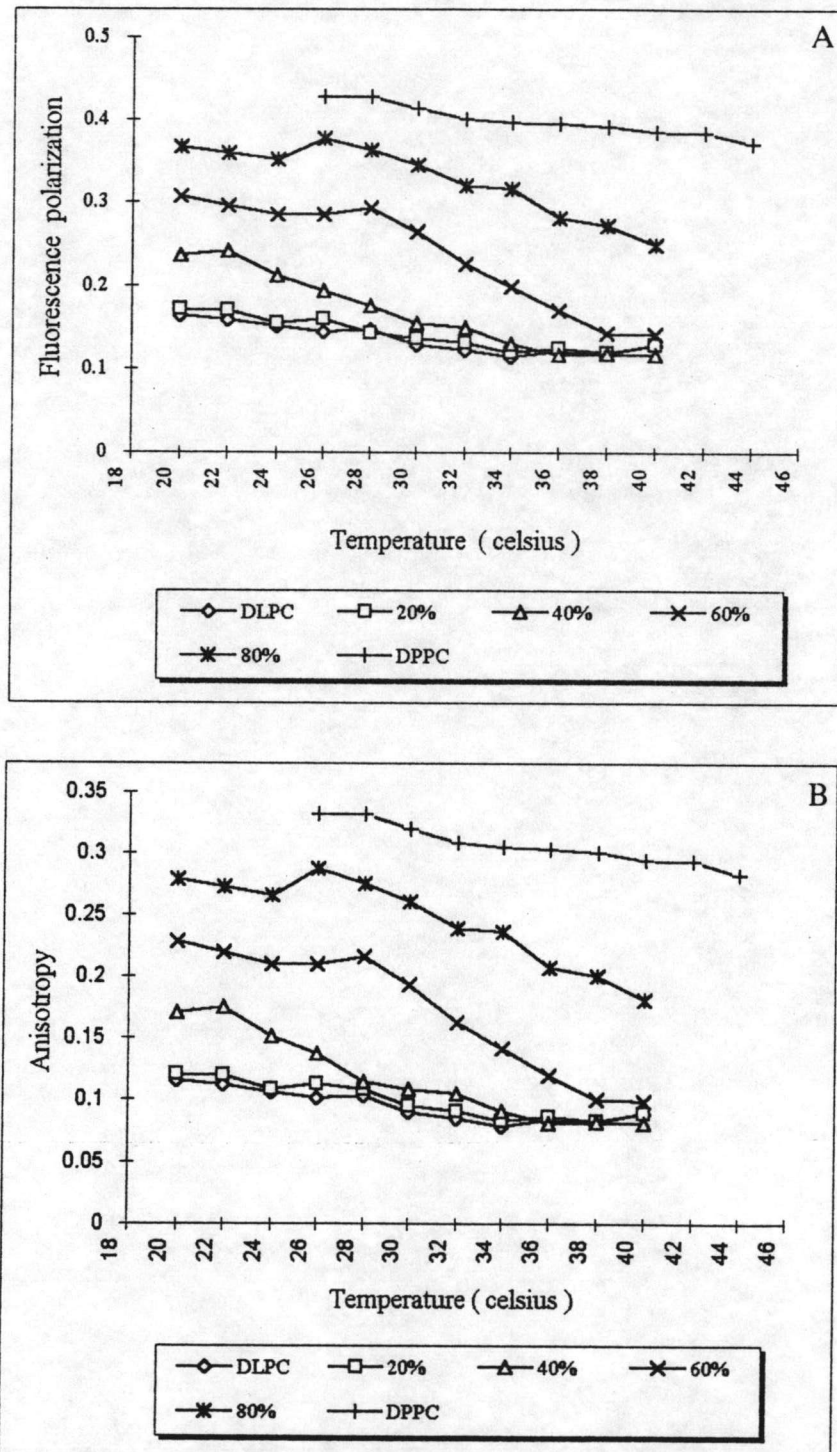 A
0.5
0.4
0.3
0.2
0.1
0
Fluorescence polarization
18 20 22 24 26 28 30 32 34 36 38 40 42 44 46
Temperature ( celsius )
DLPC 20% 40% 60%
80% DPPC
B
0.35
0.3
0.25
0.2
0.15
0.1
0.05
0
Anisotropy
18 20 22 24 26 28 30 32 34 36 38 40 42 44 46
Temperature ( celsius )
DLPC 20% 40% 60%
80% DPPC